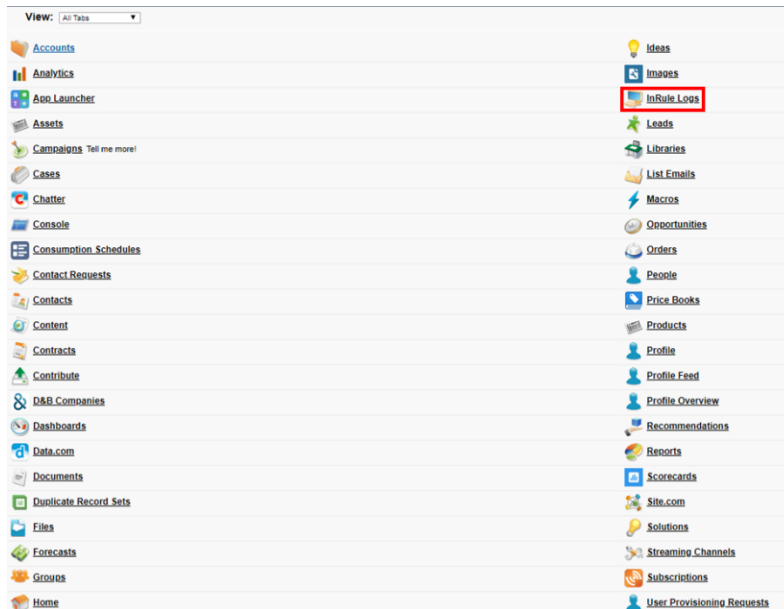 View: All Tabs
Accounts
Analytics
App Launcher
Assets
Campaigns Tell me more!
Cases
Chatter
Console
Consumption Schedules
Contact Requests
Contacts
Content
Contracts
Contribute
D&B Companies
Dashboards
Data.com
Documents
Duplicate Record Sets
Files
Forecasts
Groups
Home
Ideas
Images
InRule Logs
Leads
Libraries
List Emails
Macros
Opportunities
Orders
People
Price Books
Products
Profile
Profile Feed
Profile Overview
Recommendations
Reports
Scorecards
Site.com
Solutions
Streaming Channels
Subscriptions
User Provisioning Requests